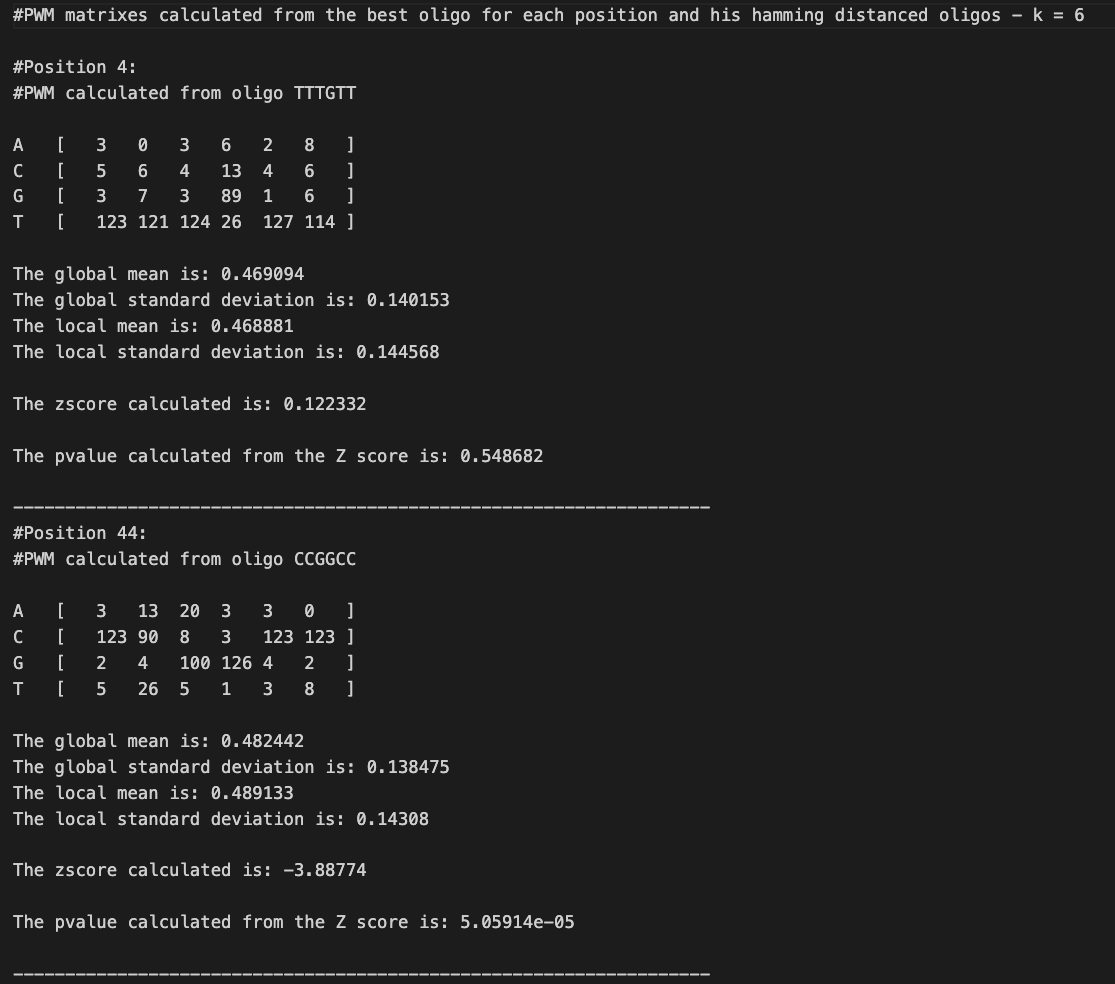 #PWM matrixes calculated from the best oligo for each position and his hamming distanced oligos - k = 6
#Position 4:
#PWM calculated from oligo TTTGTT
A [ 3 0 3 6 2 8 ]
C [ 5 6 4 13 4 6 ]
G [ 3 7 3 89 1 6 ]
T [ 123 121 124 26 127 114 ]
The global mean is: 0.469094
The global standard deviation is: 0.140153
The local mean is: 0.468881
The local standard deviation is: 0.144568
The zscore calculated is: 0.122332
The pvalue calculated from the Z score is: 0.548682
___________________________________________________________________
#Position 44:
#PWM calculated from oligo CCGGCC
A [ 3 13 20 3 3 0 ]
C [ 123 90 8 3 123 123 ]
G [ 2 4 100 126 4 2 ]
T [ 5 26 5 1 3 8 ]
The global mean is: 0.482442
The global standard deviation is: 0.138475
The local mean is: 0.489133
The local standard deviation is: 0.14308
The zscore calculated is: -3.88774
The pvalue calculated from the Z score is: 5.05914e-05
___________________________________________________________________